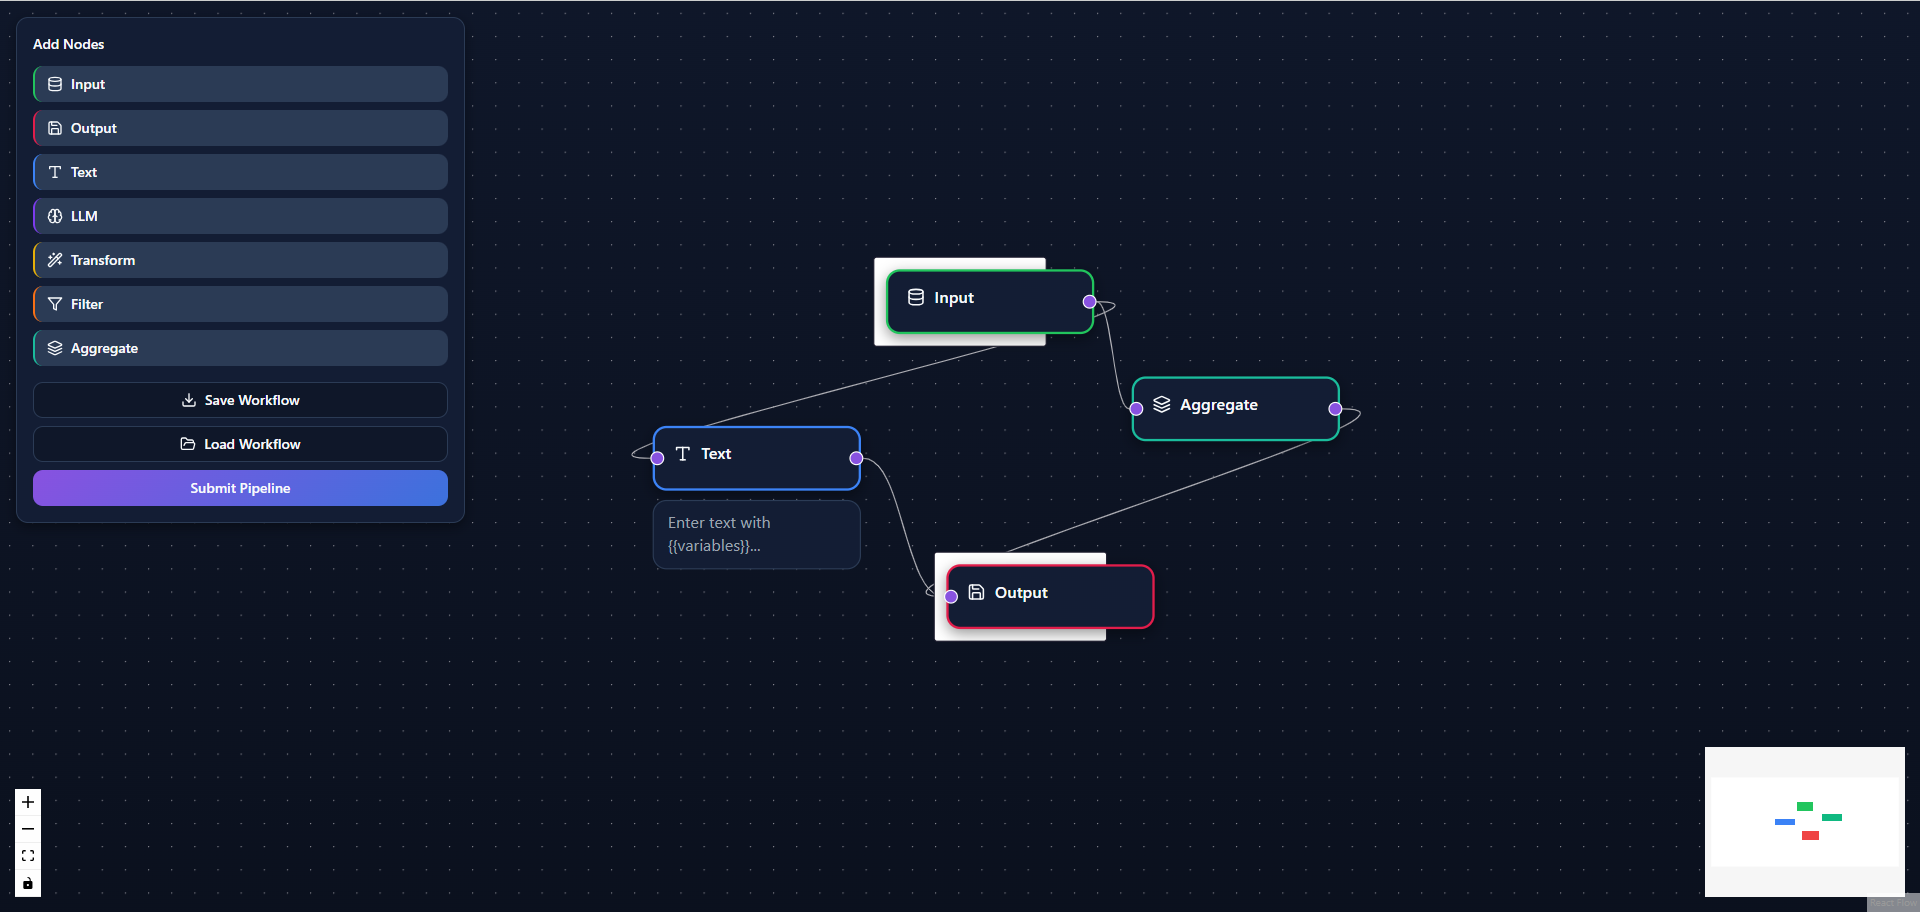 Add Nodes
Input
Output
Text
LLM
Transform
Filter
Aggregate
Save Workflow
Load Workflow
Submit Pipeline
Input
Aggregate
Text
Enter text with
{{variables}}...
Output
React Flow